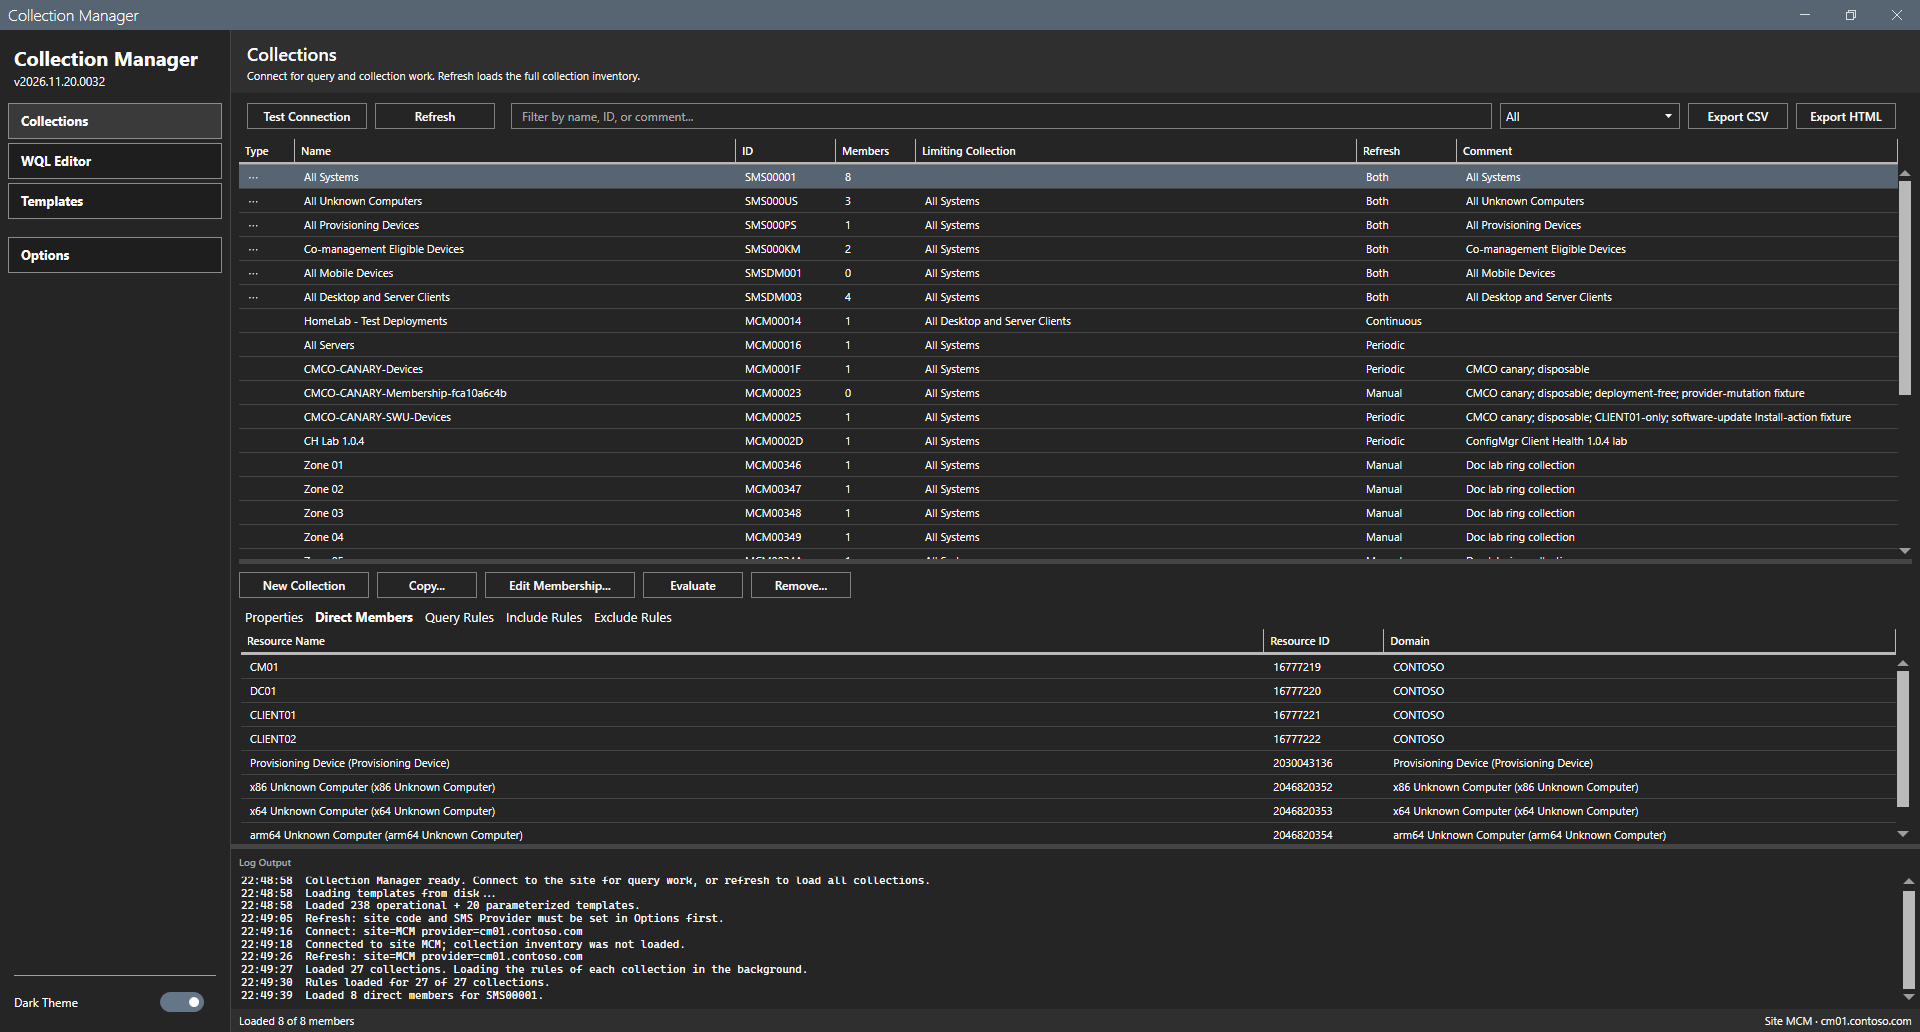 Collection Manager
Collection Manager
v2026.11.20.0032
Collections
WQL Editor
Templates
Options
Dark Theme
Collections
Connect for query and collection work. Refresh loads the full collection inventory.
Test Connection Refresh Filter by name, ID, or comment... All Export CSV Export HTML
Type Name ID Members Limiting Collection Refresh Comment
... All Systems SMS00001 8 Both All Systems
... All Unknown Computers SMS000US 3 All Systems Both All Unknown Computers
... All Provisioning Devices SMS000PS 1 All Systems Both All Provisioning Devices
... Co-management Eligible Devices SMS000KM 2 All Systems Both Co-management Eligible Devices
... All Mobile Devices SMSDM001 0 All Systems Both All Mobile Devices
... All Desktop and Server Clients SMSDM003 4 All Systems Both All Desktop and Server Clients
HomeLab - Test Deployments MCM00014 1 All Desktop and Server Clients Continuous
All Servers MCM00016 1 All Systems Periodic
CMCO-CANARY-Devices MCM0001F 1 All Systems Periodic CMCO canary; disposable
CMCO-CANARY-Membership-fca10a6c4b MCM00023 0 All Systems Manual CMCO canary; disposable; deployment-free; provider-mutation fixture
CMCO-CANARY-SWU-Devices MCM00025 1 All Systems Periodic CMCO canary; disposable; CLIENT01-only; software-update Install-action fixture
CH Lab 1.0.4 MCM0002D 1 All Systems Periodic ConfigMgr Client Health 1.0.4 lab
Zone 01 MCM00346 1 All Systems Manual Doc lab ring collection
Zone 02 MCM00347 1 All Systems Manual Doc lab ring collection
Zone 03 MCM00348 1 All Systems Manual Doc lab ring collection
Zone 04 MCM00349 1 All Systems Manual Doc lab ring collection
New Collection Copy... Edit Membership... Evaluate Remove...
Properties Direct Members Query Rules Include Rules Exclude Rules
Resource Name Resource ID Domain
CM01 16777219 CONTOSO
DC01 16777220 CONTOSO
CLIENT01 16777221 CONTOSO
CLIENT02 16777222 CONTOSO
Provisioning Device (Provisioning Device) 2030043136 Provisioning Device (Provisioning Device)
x86 Unknown Computer (x86 Unknown Computer) 2046820352 x86 Unknown Computer (x86 Unknown Computer)
x64 Unknown Computer (x64 Unknown Computer) 2046820353 x64 Unknown Computer (x64 Unknown Computer)
arm64 Unknown Computer (arm64 Unknown Computer) 2046820354 arm64 Unknown Computer (arm64 Unknown Computer)
Log Output
22:48:58 Collection Manager ready. Connect to the site for query work, or refresh to load all collections.
22:48:58 Loading templates from disk...
22:48:58 Loaded 238 operational + 20 parameterized templates.
22:49:05 Refresh: site code and SMS Provider must be set in Options first.
22:49:16 Connect: site=MCM provider=cm01.contoso.com
22:49:18 Connected to site MCM; collection inventory was not loaded.
22:49:26 Refresh: site=MCM provider=cm01.contoso.com
22:49:27 Loaded 27 collections. Loading the rules of each collection in the background.
22:49:30 Rules loaded for 27 of 27 collections.
22:49:39 Loaded 8 direct members for SMS00001.
Loaded 8 of 8 members Site MCM · cm01.contoso.com